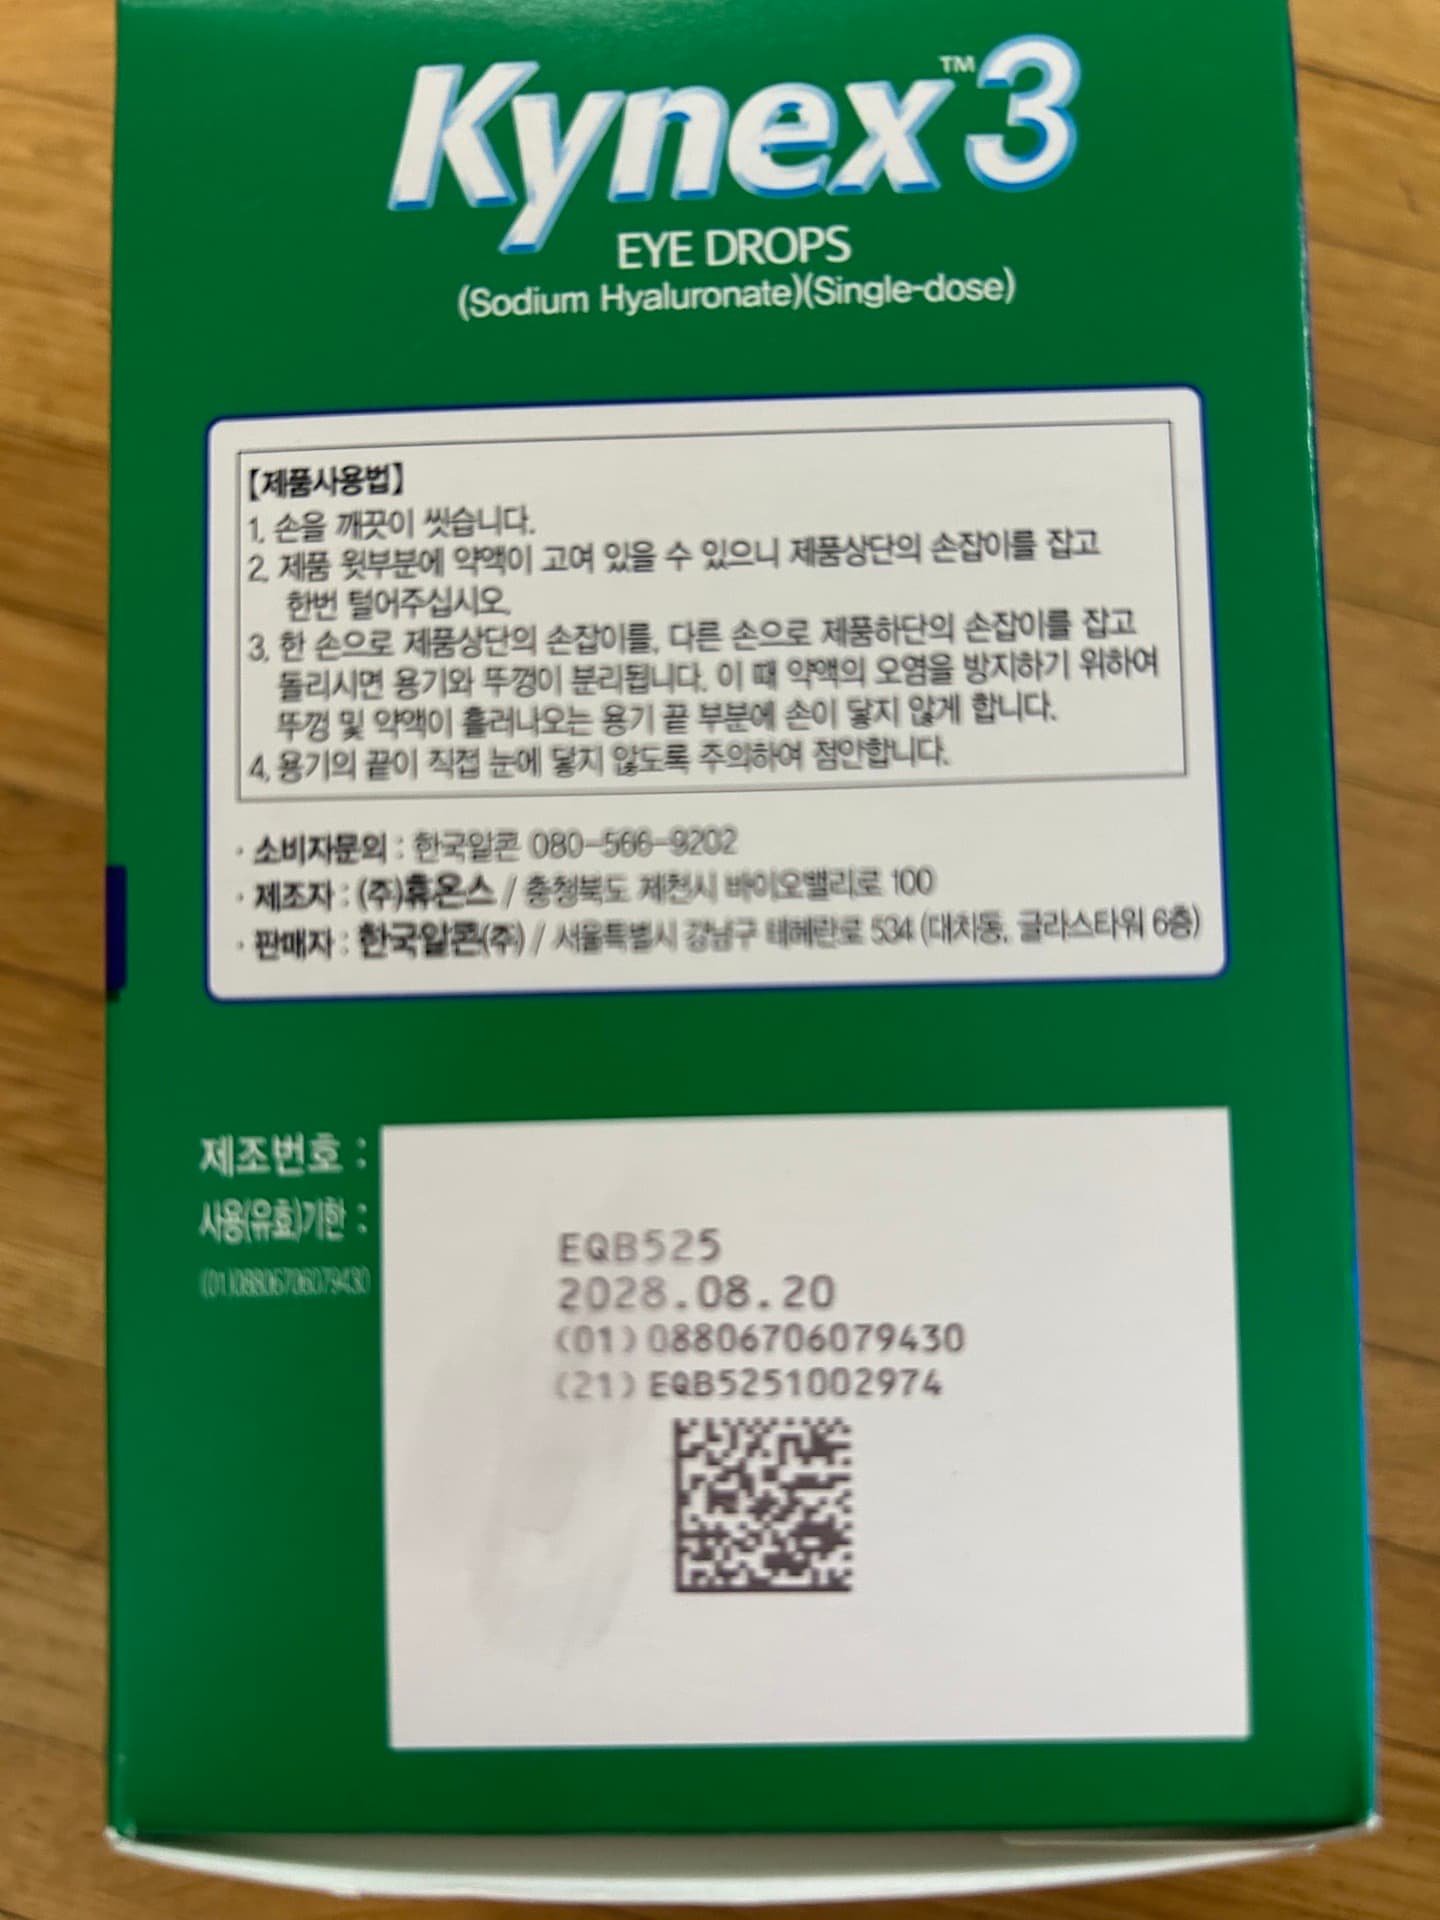 Kynex™3
EYE DROPS
(Sodium Hyaluronate)(Single-dose)
【제품사용법】
1. 손을 깨끗이 씻습니다.
2. 제품 윗부분에 약액이 고여 있을 수 있으니 제품상단의 손잡이를 잡고
한번 털어주십시오.
3. 한 손으로 제품상단의 손잡이를, 다른 손으로 제품하단의 손잡이를 잡고
돌리시면 용기와 뚜껑이 분리됩니다. 이 때 약액의 오염을 방지하기 위하여
뚜껑 및 약액이 흘러나오는 용기 끝 부분에 손이 닿지 않게 합니다.
4. 용기의 끝이 직접 눈에 닿지 않도록 주의하여 점안합니다.
· 소비자문의 : 한국알콘 080-566-9202
· 제조자 : (주)휴온스 / 충청북도 제천시 바이오밸리로 100
· 판매자 : 한국알콘(주) / 서울특별시 강남구 테헤란로 534 (대치동, 글라스타워 6층)
제조번호 :
사용(유효)기한 :
(01)08806706079430
EQB525
2028.08.20
(01)08806706079430
(21)EQB5251002974